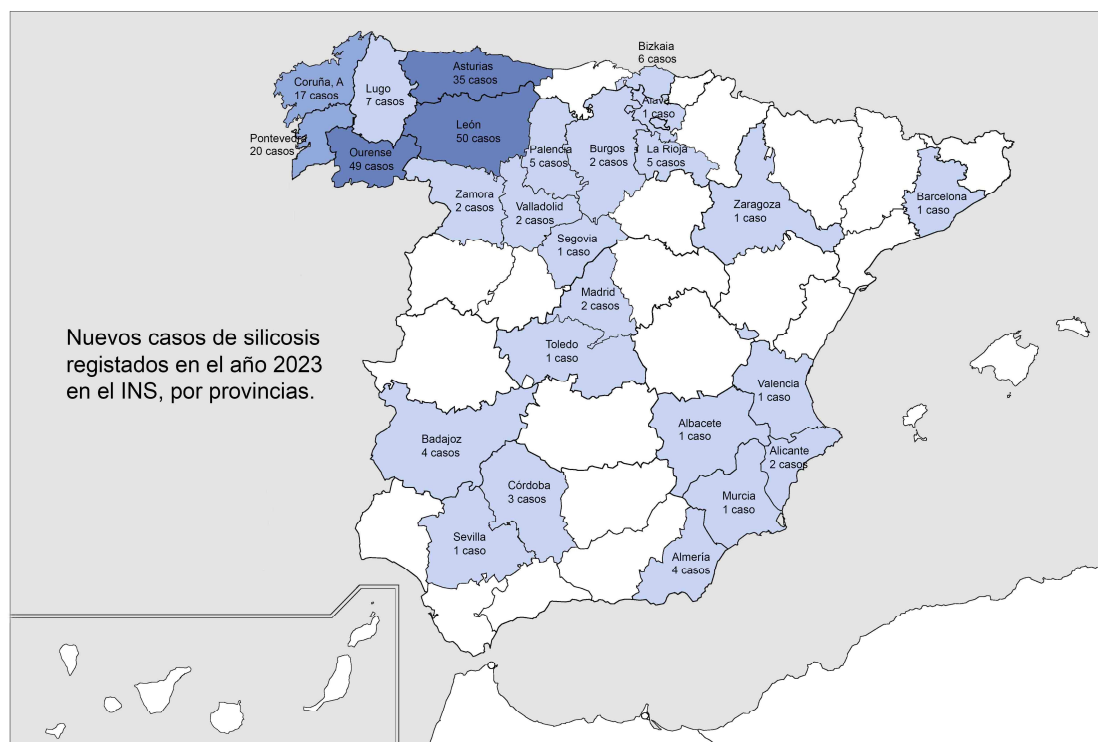 Bizkaia
6 casos
Asturias
35 casos
Coruña, A
17 casos
Lugo
7 casos
Álava
1 caso
León
50 casos
Pontevedra
20 casos
Ourense
49 casos
Palencia
5 casos
Burgos
2 casos
La Rioja
5 casos
Zamora
2 casos
Valladolid
2 casos
Zaragoza
1 caso
Barcelona
1 caso
Segovia
1 caso
Madrid
2 casos
Toledo
1 caso
Nuevos casos de silicosis
registados en el año 2023
en el INS, por provincias.
Valencia
1 caso
Badajoz
4 casos
Albacete
1 caso
Alicante
2 casos
Córdoba
3 casos
Murcia
1 caso
Sevilla
1 caso
Almería
4 casos